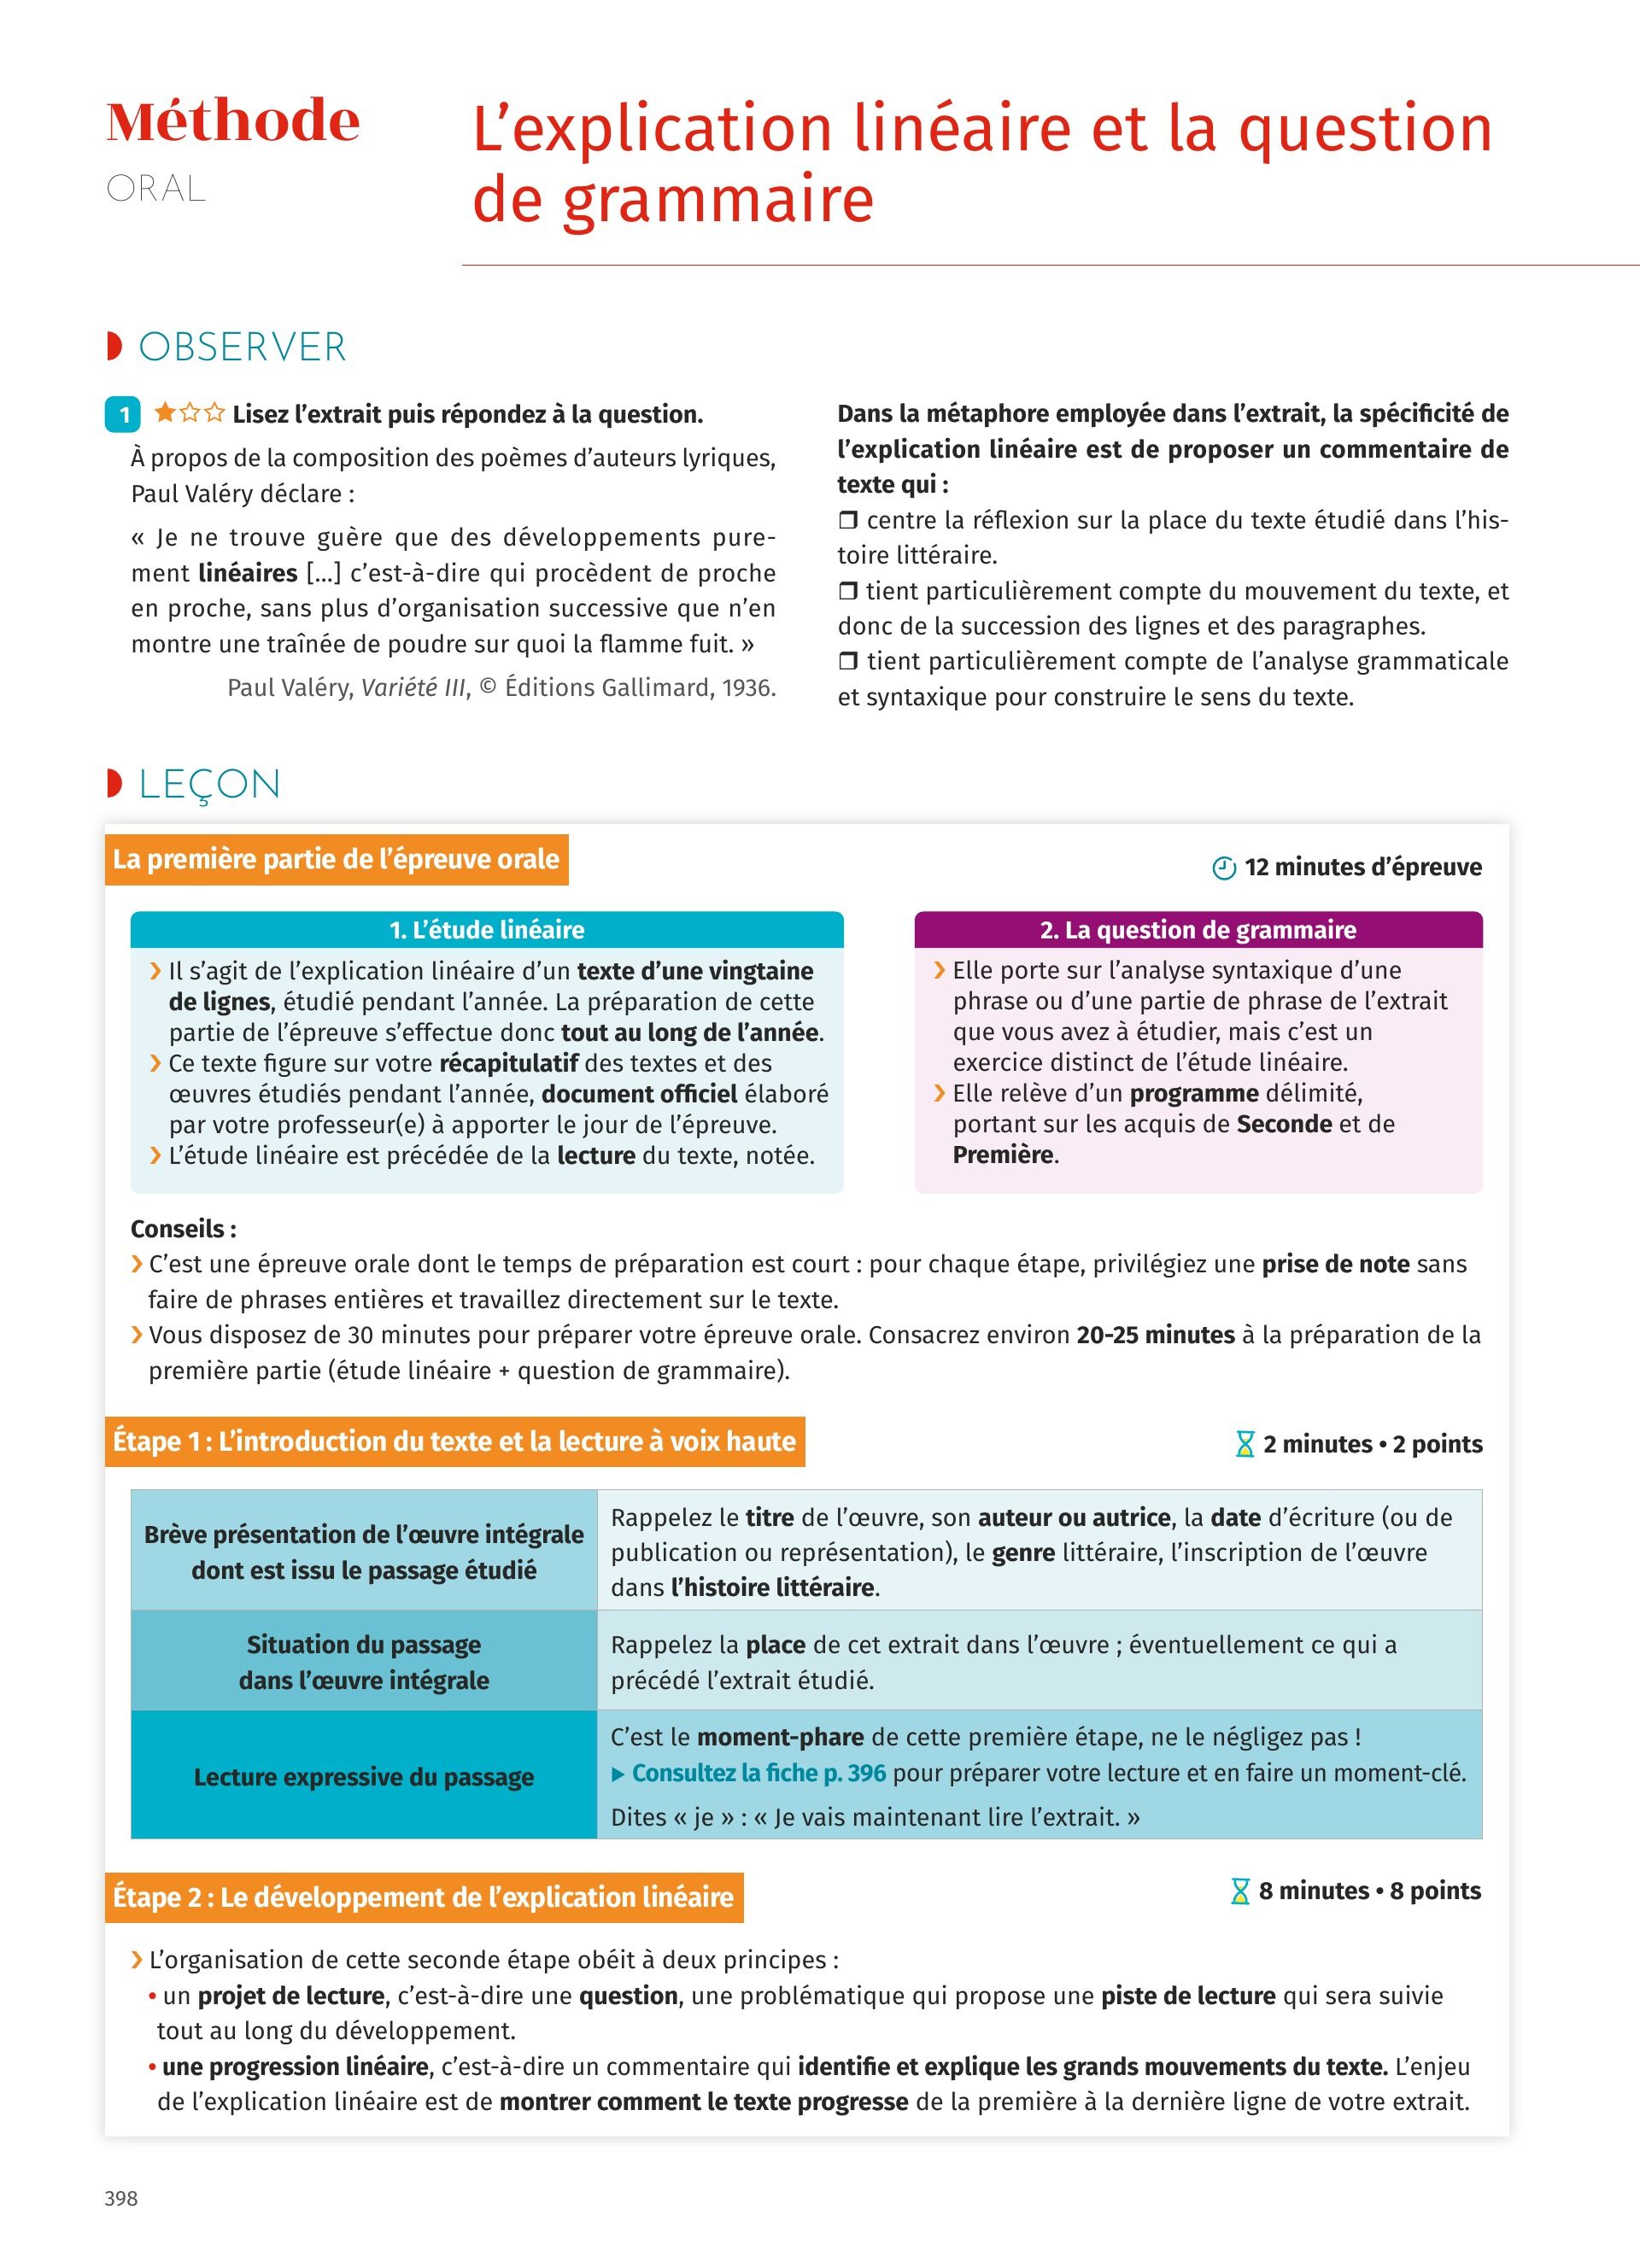 Méthode
ORAL
L’explication linéaire et la question
de grammaire
OBSERVER
1 Lisez l’extrait puis répondez à la question.
À propos de la composition des poèmes d’auteurs lyriques,
Paul Valéry déclare :
« Je ne trouve guère que des développements pure-
ment linéaires [...] c’est-à-dire qui procèdent de proche
en proche, sans plus d’organisation successive que n’en
montre une traînée de poudre sur quoi la flamme fuit. »
Paul Valéry, Variété III, © Éditions Gallimard, 1936.
Dans la métaphore employée dans l’extrait, la spécificité de
l’explication linéaire est de proposer un commentaire de
texte qui :
❒ centre la réflexion sur la place du texte étudié dans l’his-
toire littéraire.
❒ tient particulièrement compte du mouvement du texte, et
donc de la succession des lignes et des paragraphes.
❒ tient particulièrement compte de l’analyse grammaticale
et syntaxique pour construire le sens du texte.
LEÇON
La première partie de l’épreuve orale
12 minutes d’épreuve
1. L’étude linéaire
› Il s’agit de l’explication linéaire d’un texte d’une vingtaine
de lignes, étudié pendant l’année. La préparation de cette
partie de l’épreuve s’effectue donc tout au long de l’année.
› Ce texte figure sur votre récapitulatif des textes et des
œuvres étudiés pendant l’année, document officiel élaboré
par votre professeur(e) à apporter le jour de l’épreuve.
› L’étude linéaire est précédée de la lecture du texte, notée.
2. La question de grammaire
› Elle porte sur l’analyse syntaxique d’une
phrase ou d’une partie de phrase de l’extrait
que vous avez à étudier, mais c’est un
exercice distinct de l’étude linéaire.
› Elle relève d’un programme délimité,
portant sur les acquis de Seconde et de
Première.
Conseils :
› C’est une épreuve orale dont le temps de préparation est court : pour chaque étape, privilégiez une prise de note sans
faire de phrases entières et travaillez directement sur le texte.
› Vous disposez de 30 minutes pour préparer votre épreuve orale. Consacrez environ 20-25 minutes à la préparation de la
première partie (étude linéaire + question de grammaire).
Étape 1 : L’introduction du texte et la lecture à voix haute
2 minutes • 2 points
Brève présentation de l’œuvre intégrale
dont est issu le passage étudié
Rappelez le titre de l’œuvre, son auteur ou autrice, la date d’écriture (ou de
publication ou représentation), le genre littéraire, l’inscription de l’œuvre
dans l’histoire littéraire.
Situation du passage
dans l’œuvre intégrale
Rappelez la place de cet extrait dans l’œuvre ; éventuellement ce qui a
précédé l’extrait étudié.
Lecture expressive du passage
C’est le moment-phare de cette première étape, ne le négligez pas !
▶ Consultez la fiche p. 396 pour préparer votre lecture et en faire un moment-clé.
Dites « je » : « Je vais maintenant lire l’extrait. »
Étape 2 : Le développement de l’explication linéaire
8 minutes • 8 points
› L’organisation de cette seconde étape obéit à deux principes :
• un projet de lecture, c’est-à-dire une question, une problématique qui propose une piste de lecture qui sera suivie
tout au long du développement.
• une progression linéaire, c’est-à-dire un commentaire qui identifie et explique les grands mouvements du texte. L’enjeu
de l’explication linéaire est de montrer comment le texte progresse de la première à la dernière ligne de votre extrait.
398